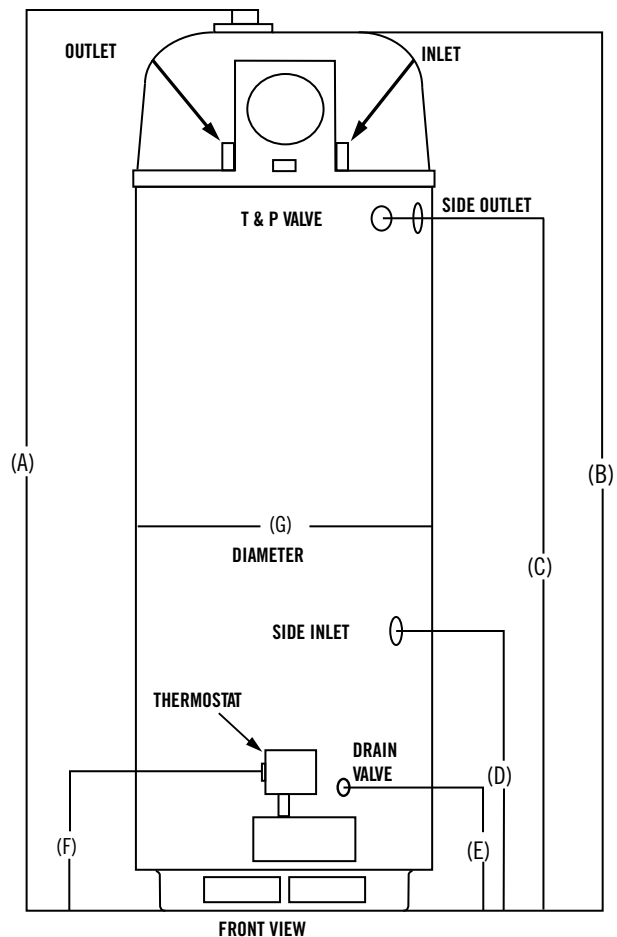 OUTLET
INLET
T & P VALVE
SIDE OUTLET
(A)
(B)
(G)
DIAMETER
(C)
SIDE INLET
THERMOSTAT
DRAIN
VALVE
(D)
(F)
(E)
FRONT VIEW